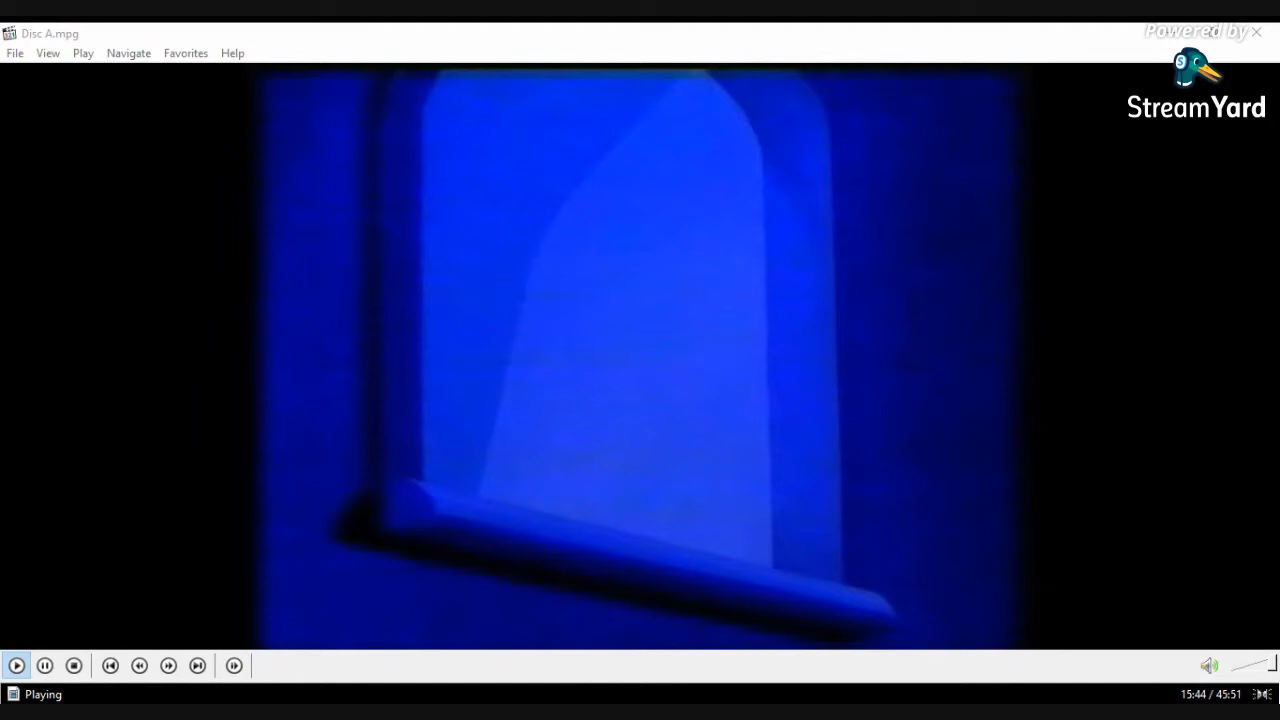 Disc A.mpg
Powered by
File View Play Navigate Favorites Help
S
StreamYard
Playing
15:44 / 45:51